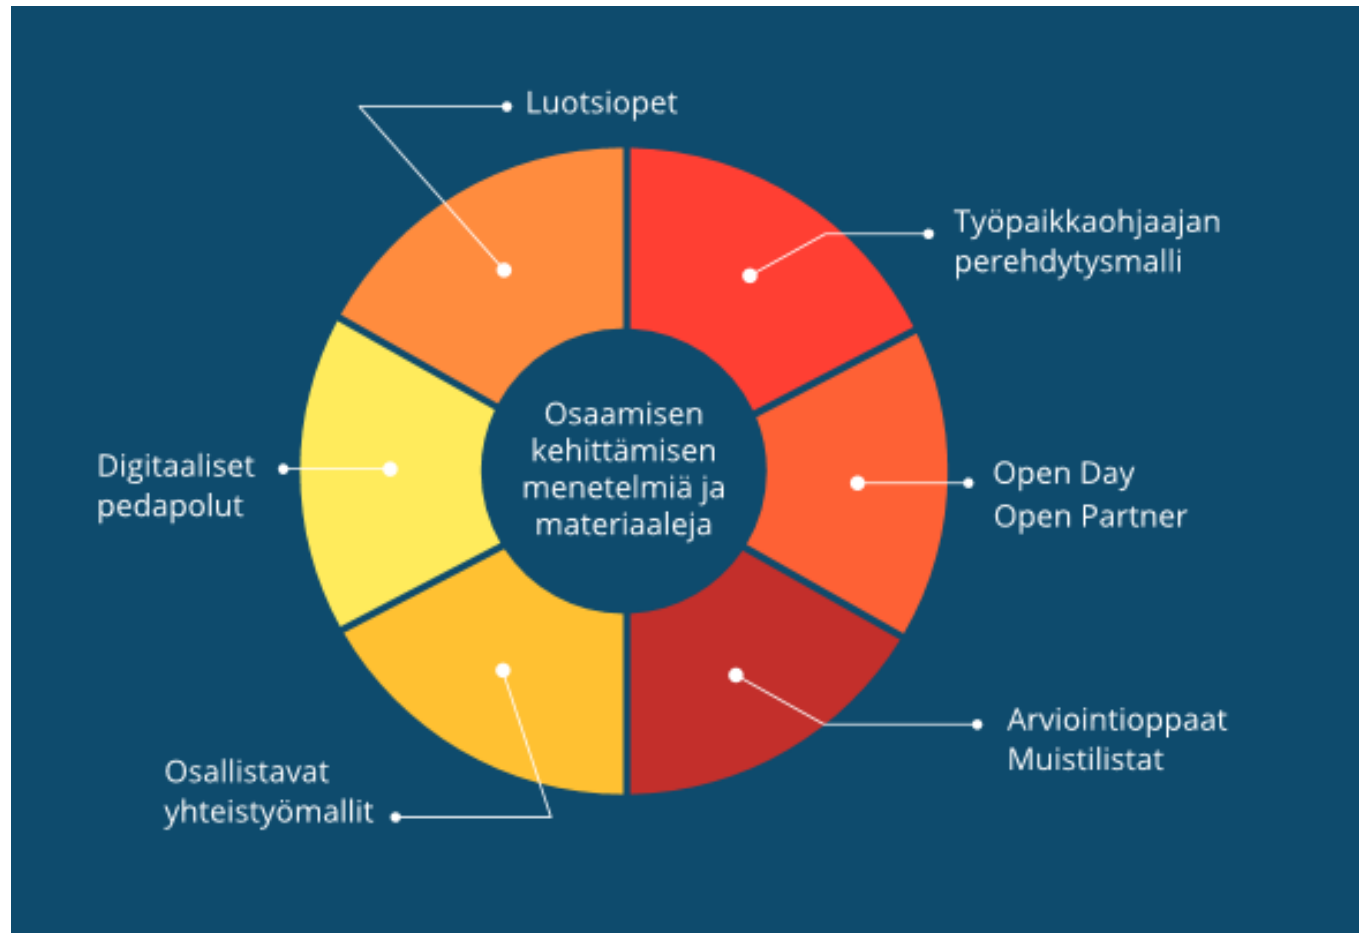 Luotsiopet
Työpaikkaohjaajan
perehdytysmalli
Open Day
Open Partner
Arviointioppaat
Muistilistat
Osallistavat
yhteistyömallit
Digitaaliset
pedapolut
Osaamisen
kehittämisen
menetelmiä ja
materiaaleja